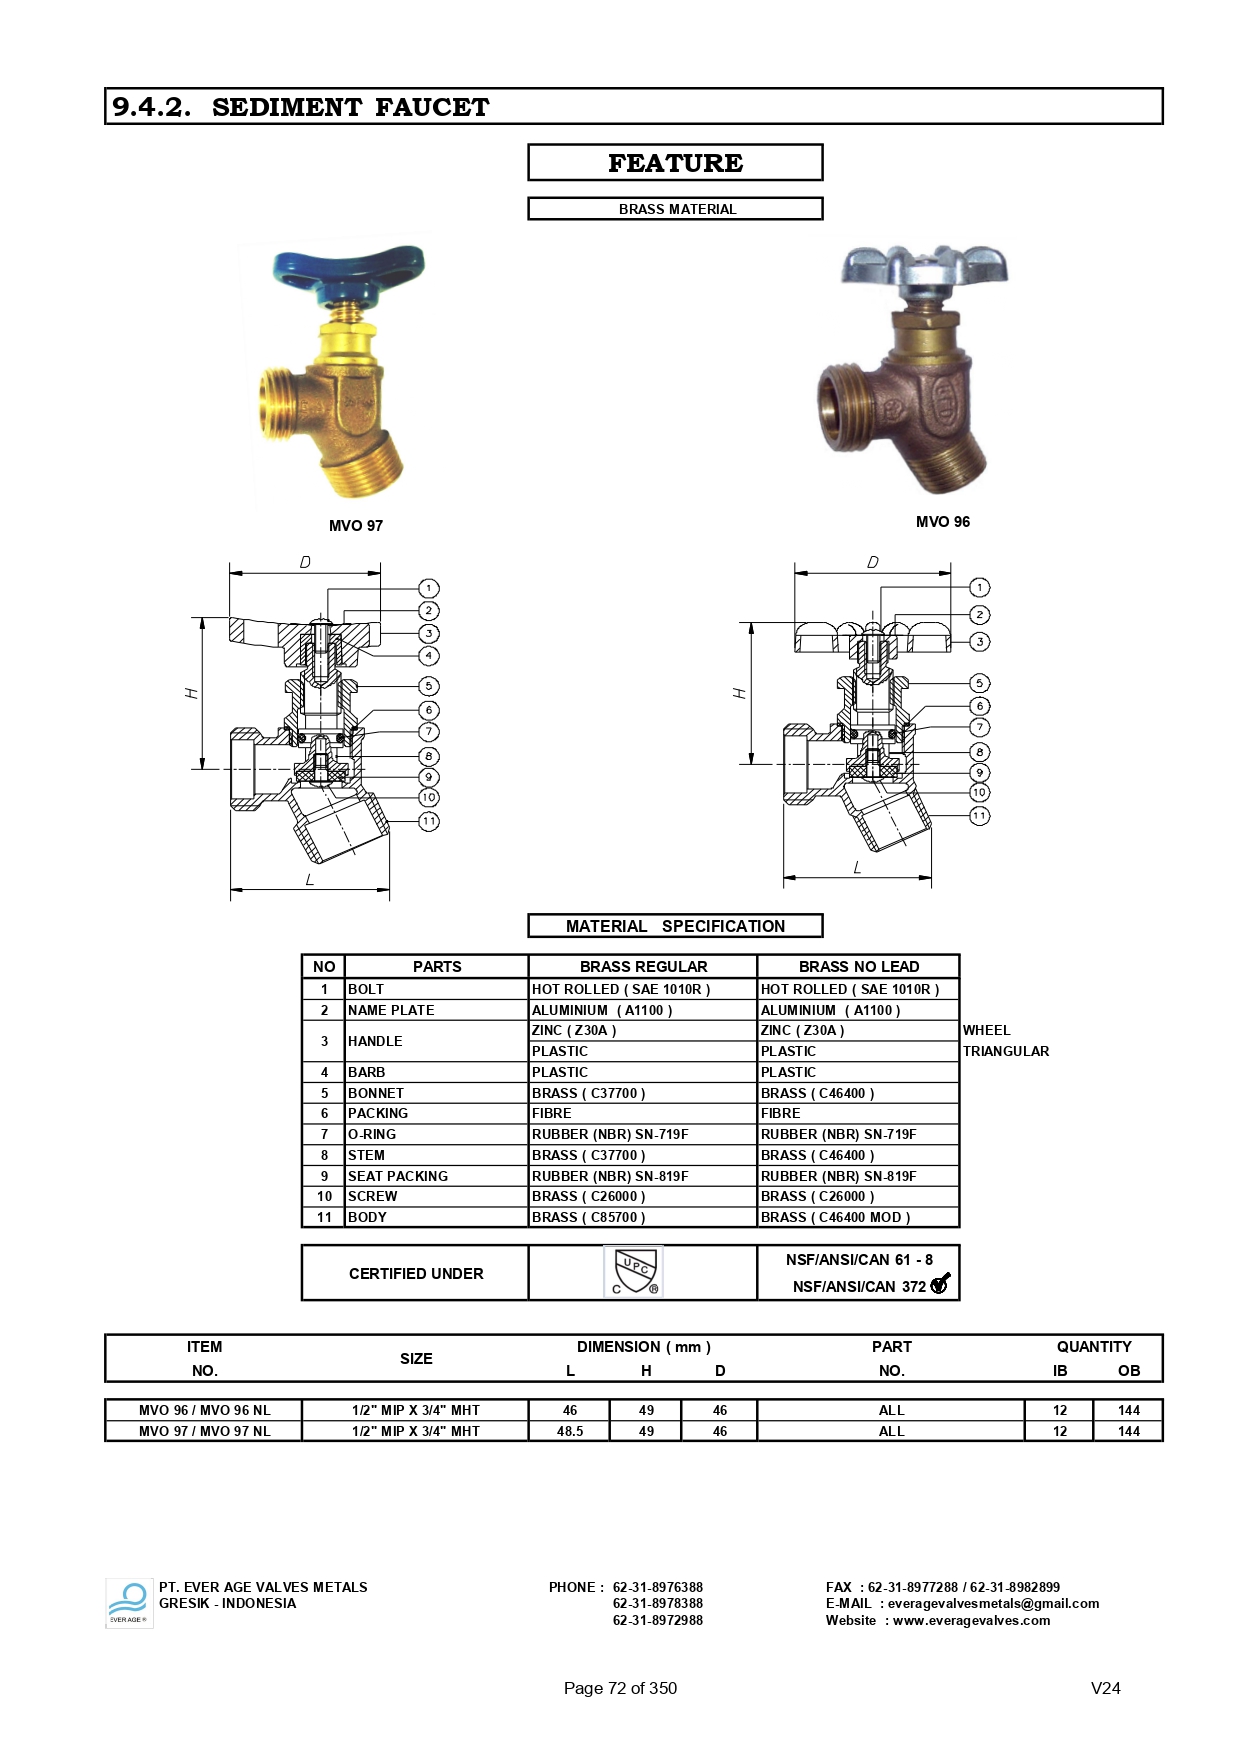 9.4.2. SEDIMENT FAUCET
FEATURE
BRASS MATERIAL
MVO 97
MVO 96
D
1
2
3
4
5
6
7
8
9
10
11
H
L
D
1
2
3
5
6
7
8
9
10
11
H
L
MATERIAL SPECIFICATION
NO PARTS BRASS REGULAR BRASS NO LEAD
1 BOLT HOT ROLLED ( SAE 1010R ) HOT ROLLED ( SAE 1010R )
2 NAME PLATE ALUMINIUM ( A1100 ) ALUMINIUM ( A1100 )
3 HANDLE ZINC ( Z30A ) ZINC ( Z30A ) WHEEL
PLASTIC PLASTIC TRIANGULAR
4 BARB PLASTIC PLASTIC
5 BONNET BRASS ( C37700 ) BRASS ( C46400 )
6 PACKING FIBRE FIBRE
7 O-RING RUBBER (NBR) SN-719F RUBBER (NBR) SN-719F
8 STEM BRASS ( C37700 ) BRASS ( C46400 )
9 SEAT PACKING RUBBER (NBR) SN-819F RUBBER (NBR) SN-819F
10 SCREW BRASS ( C26000 ) BRASS ( C26000 )
11 BODY BRASS ( C85700 ) BRASS ( C46400 MOD )
CERTIFIED UNDER
UPC
C ®
NSF/ANSI/CAN 61 - 8
NSF/ANSI/CAN 372
ITEM NO. SIZE DIMENSION ( mm ) PART NO. QUANTITY
L H D IB OB
MVO 96 / MVO 96 NL 1/2" MIP X 3/4" MHT 46 49 46 ALL 12 144
MVO 97 / MVO 97 NL 1/2" MIP X 3/4" MHT 48.5 49 46 ALL 12 144
EVER AGE ®
PT. EVER AGE VALVES METALS PHONE : 62-31-8976388 FAX : 62-31-8977288 / 62-31-8982899
GRESIK - INDONESIA 62-31-8978388 E-MAIL : everagevalvesmetals@gmail.com
62-31-8972988 Website : www.everagevalves.com
Page 72 of 350 V24